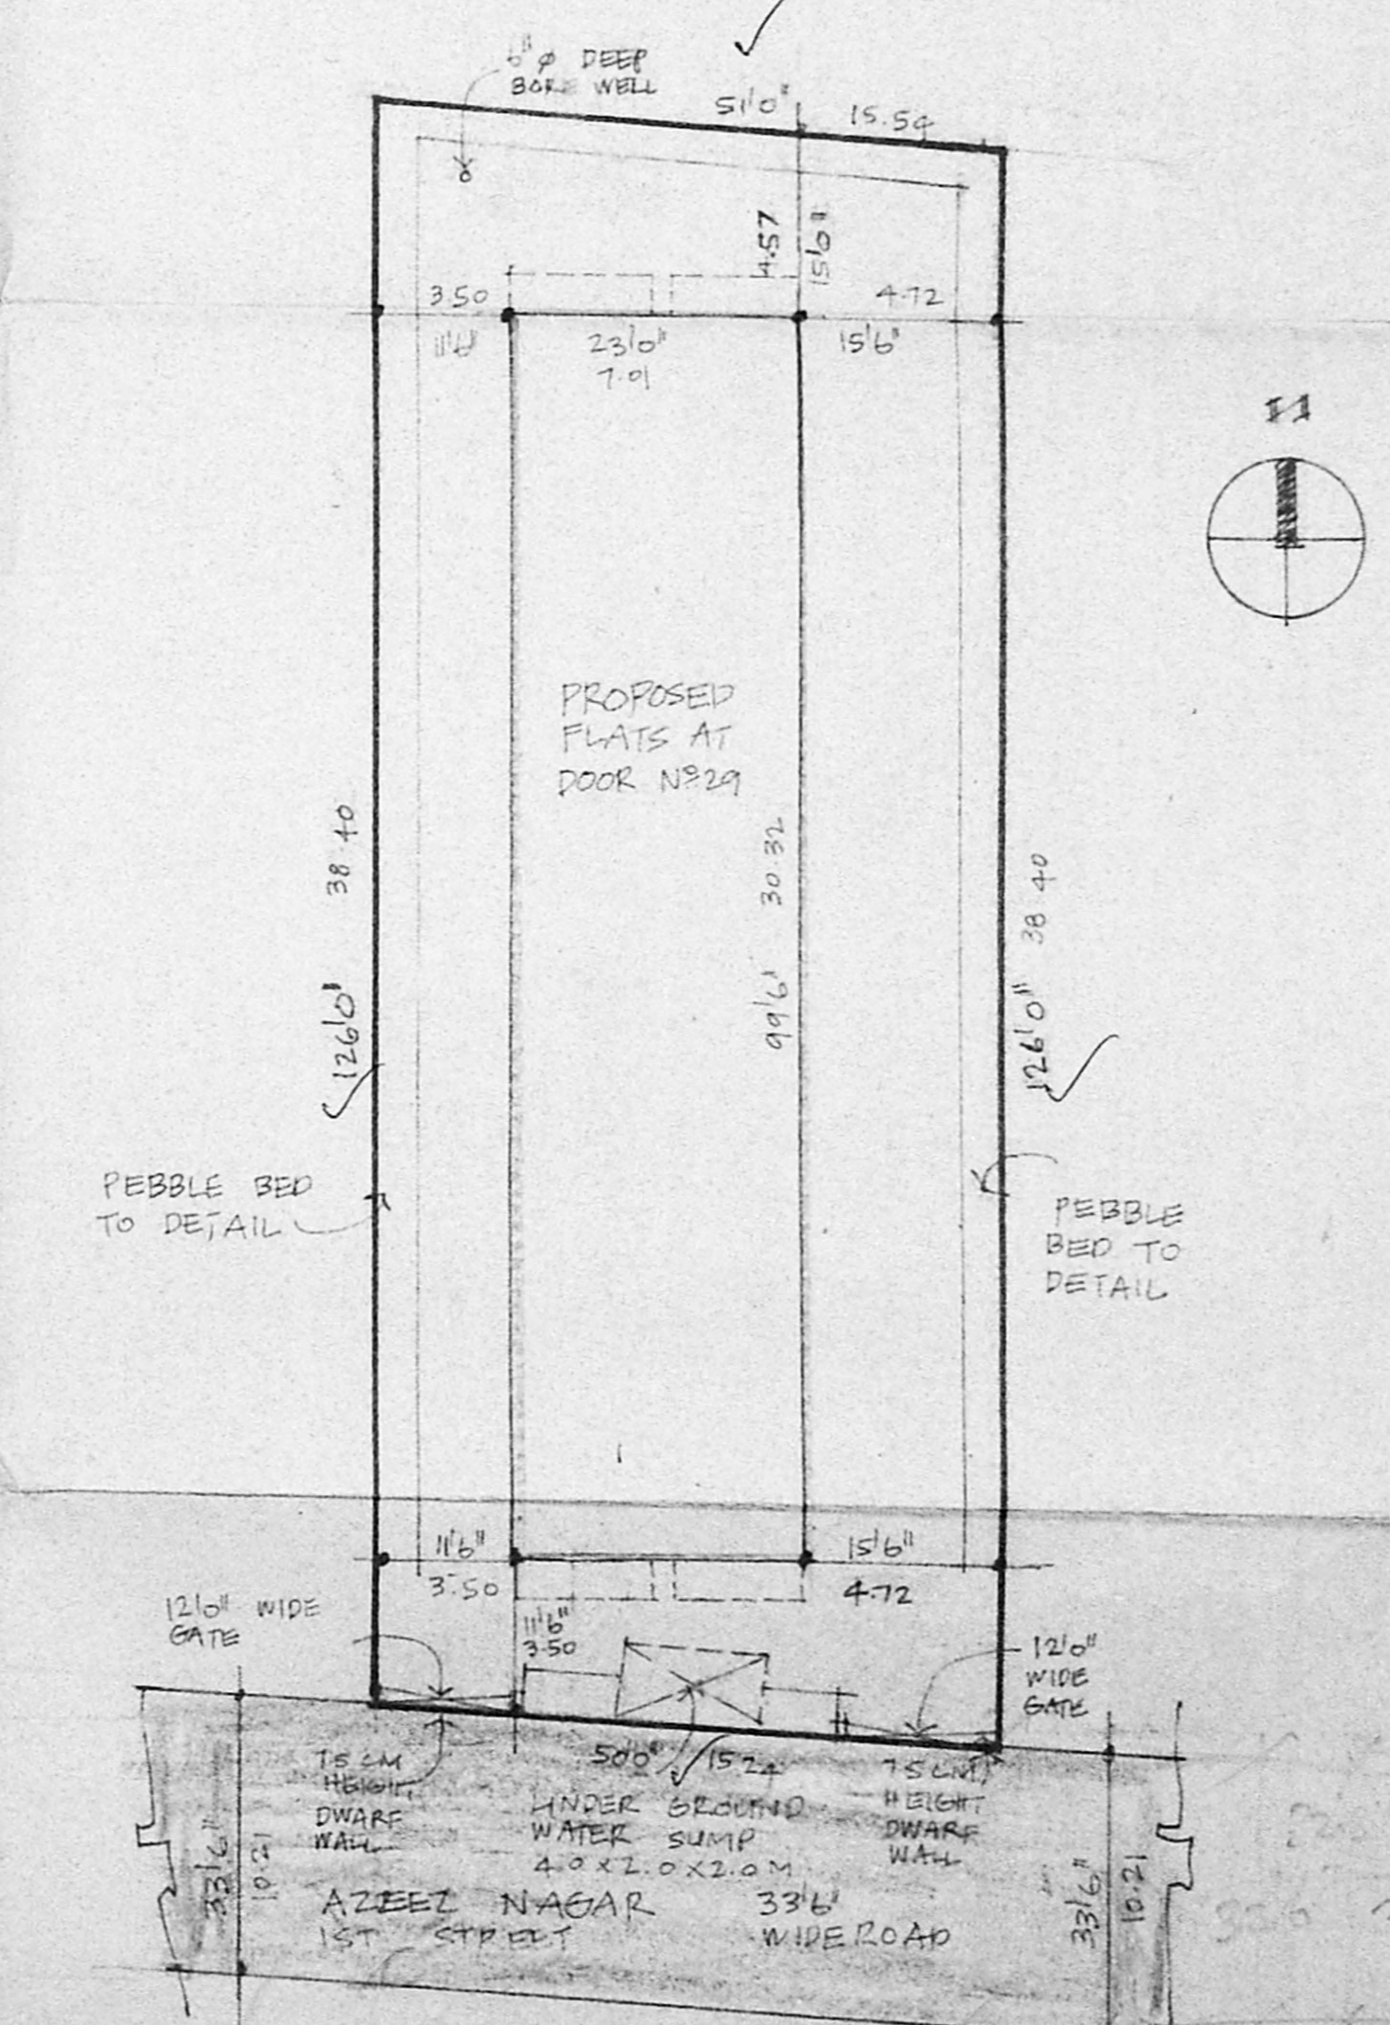 6"φ DEEP
BORE WELL
51'0"
15.54
4.57
15'0"
3.50
4.72
11'6"
23'0"
15'6"
7.01
N
PROPOSED
FLATS AT
DOOR Nº 29
38.40
126'0"
99'6"
30.32
38.40
126'0"
PEBBLE BED
TO DETAIL
PEBBLE
BED TO
DETAIL
11'6"
3.50
15'6"
4.72
12'0" WIDE
GATE
11'6"
3.50
12'0"
WIDE
GATE
75 CM
HEIGHT
DWARF
WALL
50'0"
15.24
UNDER GROUND
WATER SUMP
4.0 x 2.0 x 2.0 M
75 CM
HEIGHT
DWARF
WALL
33'6"
10.21
AZEEZ NAGAR
1ST STREET
33'6"
WIDE ROAD
33'6"
10.21